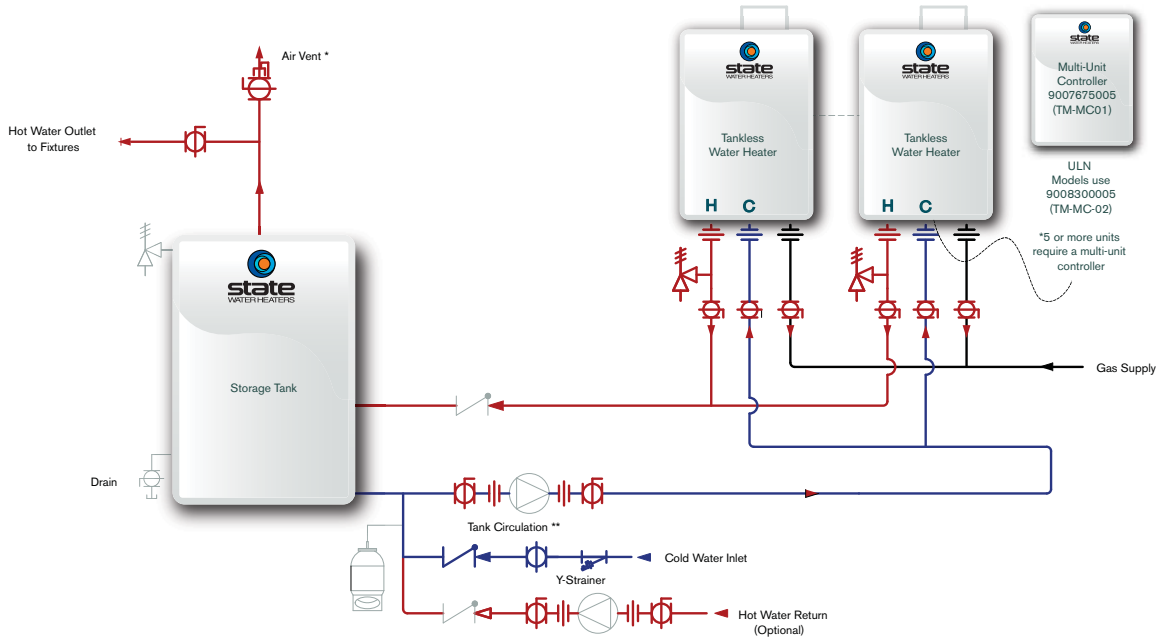 Air Vent *
Hot Water Outlet
to Fixtures
state
WATER HEATERS
Storage Tank
Drain
state
WATER HEATERS
Tankless
Water Heater
H C
state
WATER HEATERS
Tankless
Water Heater
H C
state
WATER HEATERS
Multi-Unit
Controller
9007675005
(TM-MC01)
ULN
Models use
9008300005
(TM-MC-02)
*5 or more units
require a multi-unit
controller
Gas Supply
Tank Circulation **
Cold Water Inlet
Y-Strainer
Hot Water Return
(Optional)